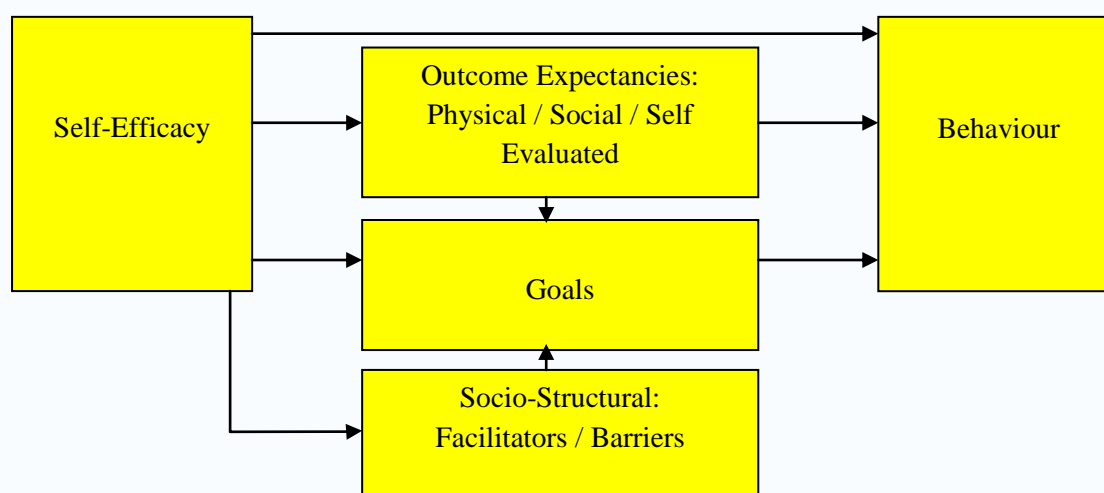 Self-Efficacy
Outcome Expectancies:
Physical / Social / Self
Evaluated
Behaviour
Goals
Socio-Structural:
Facilitators / Barriers